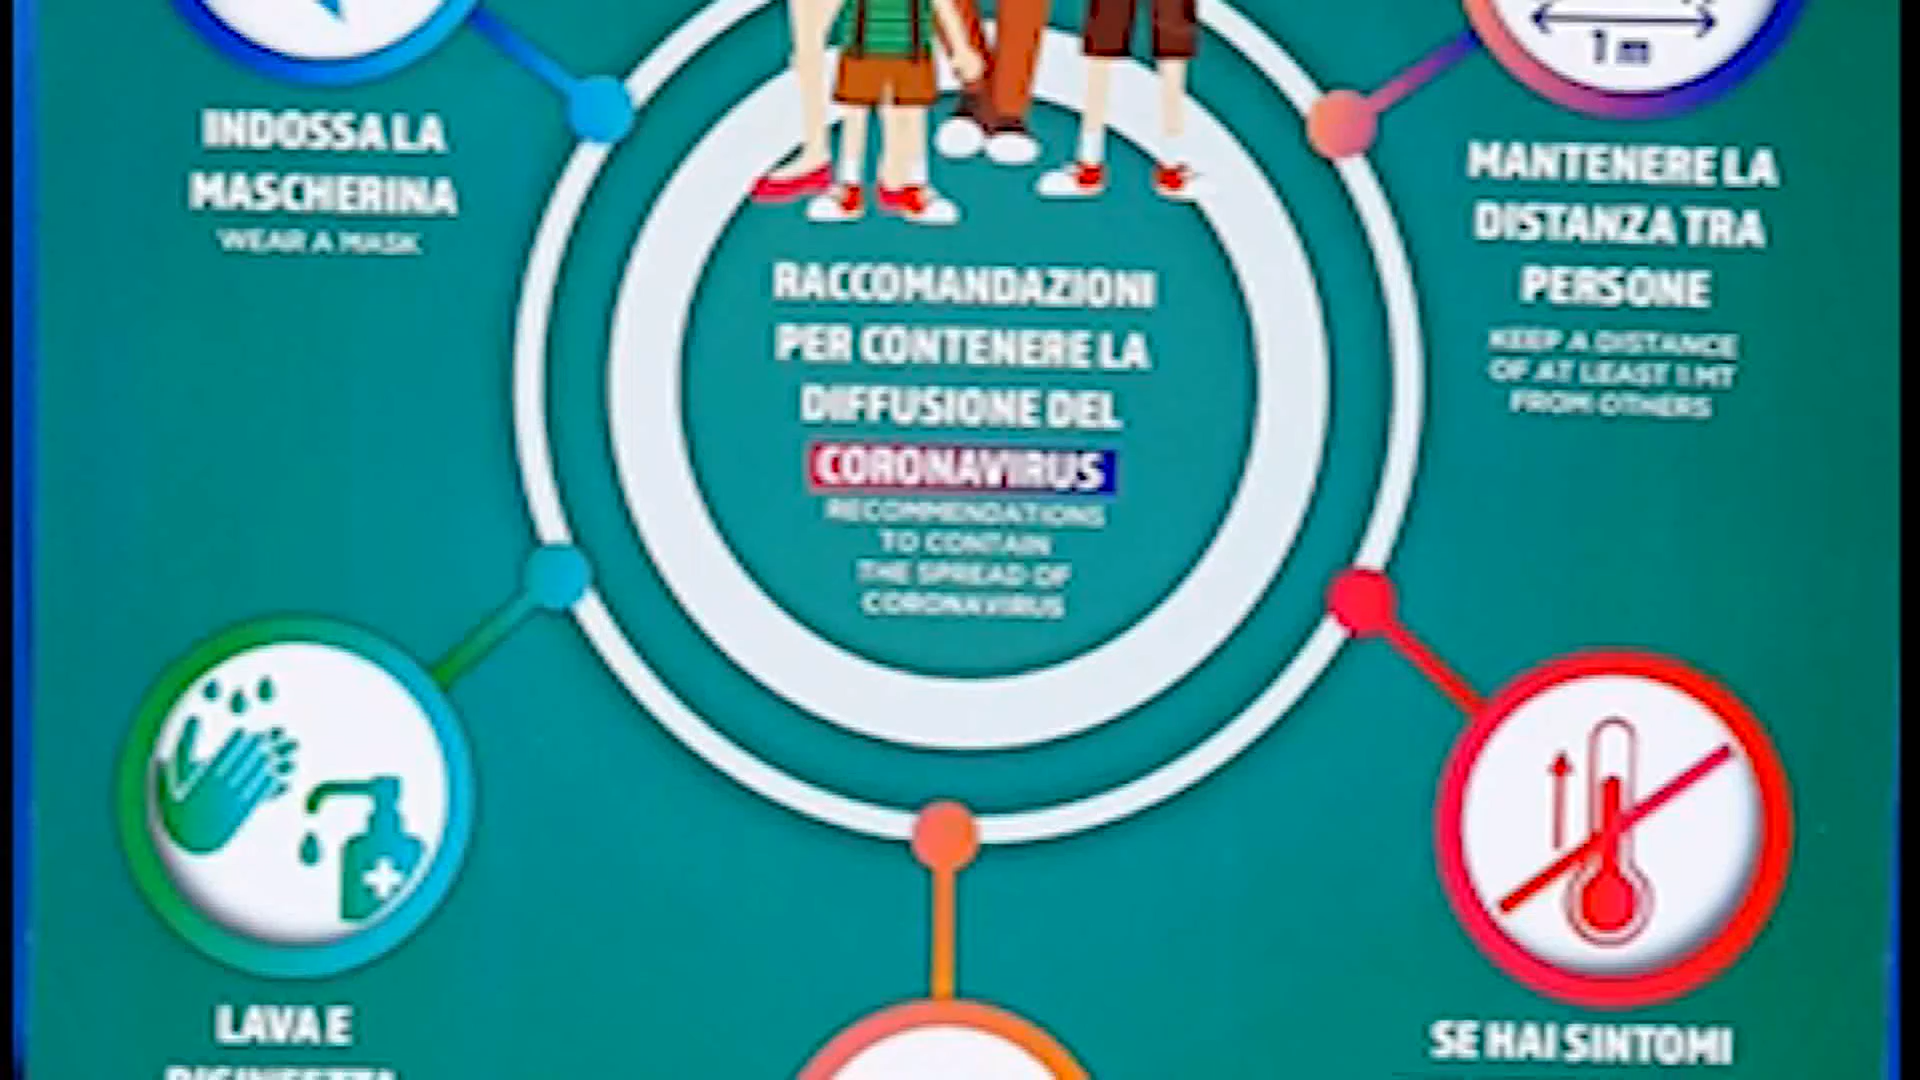 1 m
INDOSSA LA
MASCHERINA
WEAR A MASK
MANTENERE LA
DISTANZA TRA
PERSONE
KEEP A DISTANCE
OF AT LEAST 1 MT
FROM OTHERS
RACCOMANDAZIONI
PER CONTENERE LA
DIFFUSIONE DEL
CORONAVIRUS
RECOMMENDATIONS
TO CONTAIN
THE SPREAD OF
CORONAVIRUS
LAVA E
DISINFETTA
SE HAI SINTOMI